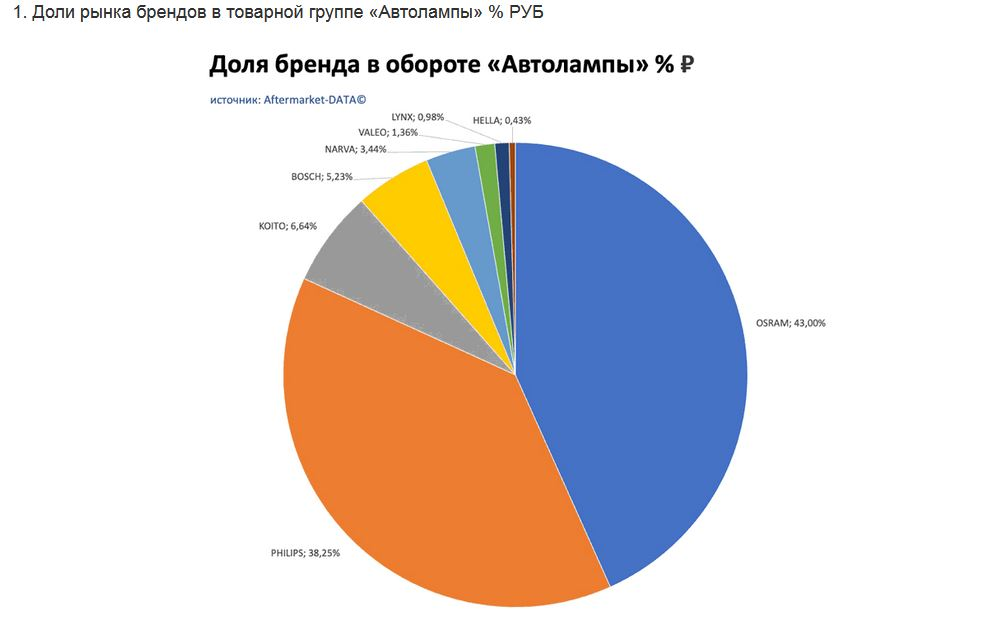 1. Доли рынка брендов в товарной группе «Автолампы» % РУБ
Доля бренда в обороте «Автолампы» % ₽
источник: Aftermarket-DATA©
LYNX; 0,98%
HELLA; 0,43%
VALEO; 1,36%
NARVA; 3,44%
BOSCH; 5,23%
KOITO; 6,64%
OSRAM; 43,00%
PHILIPS; 38,25%